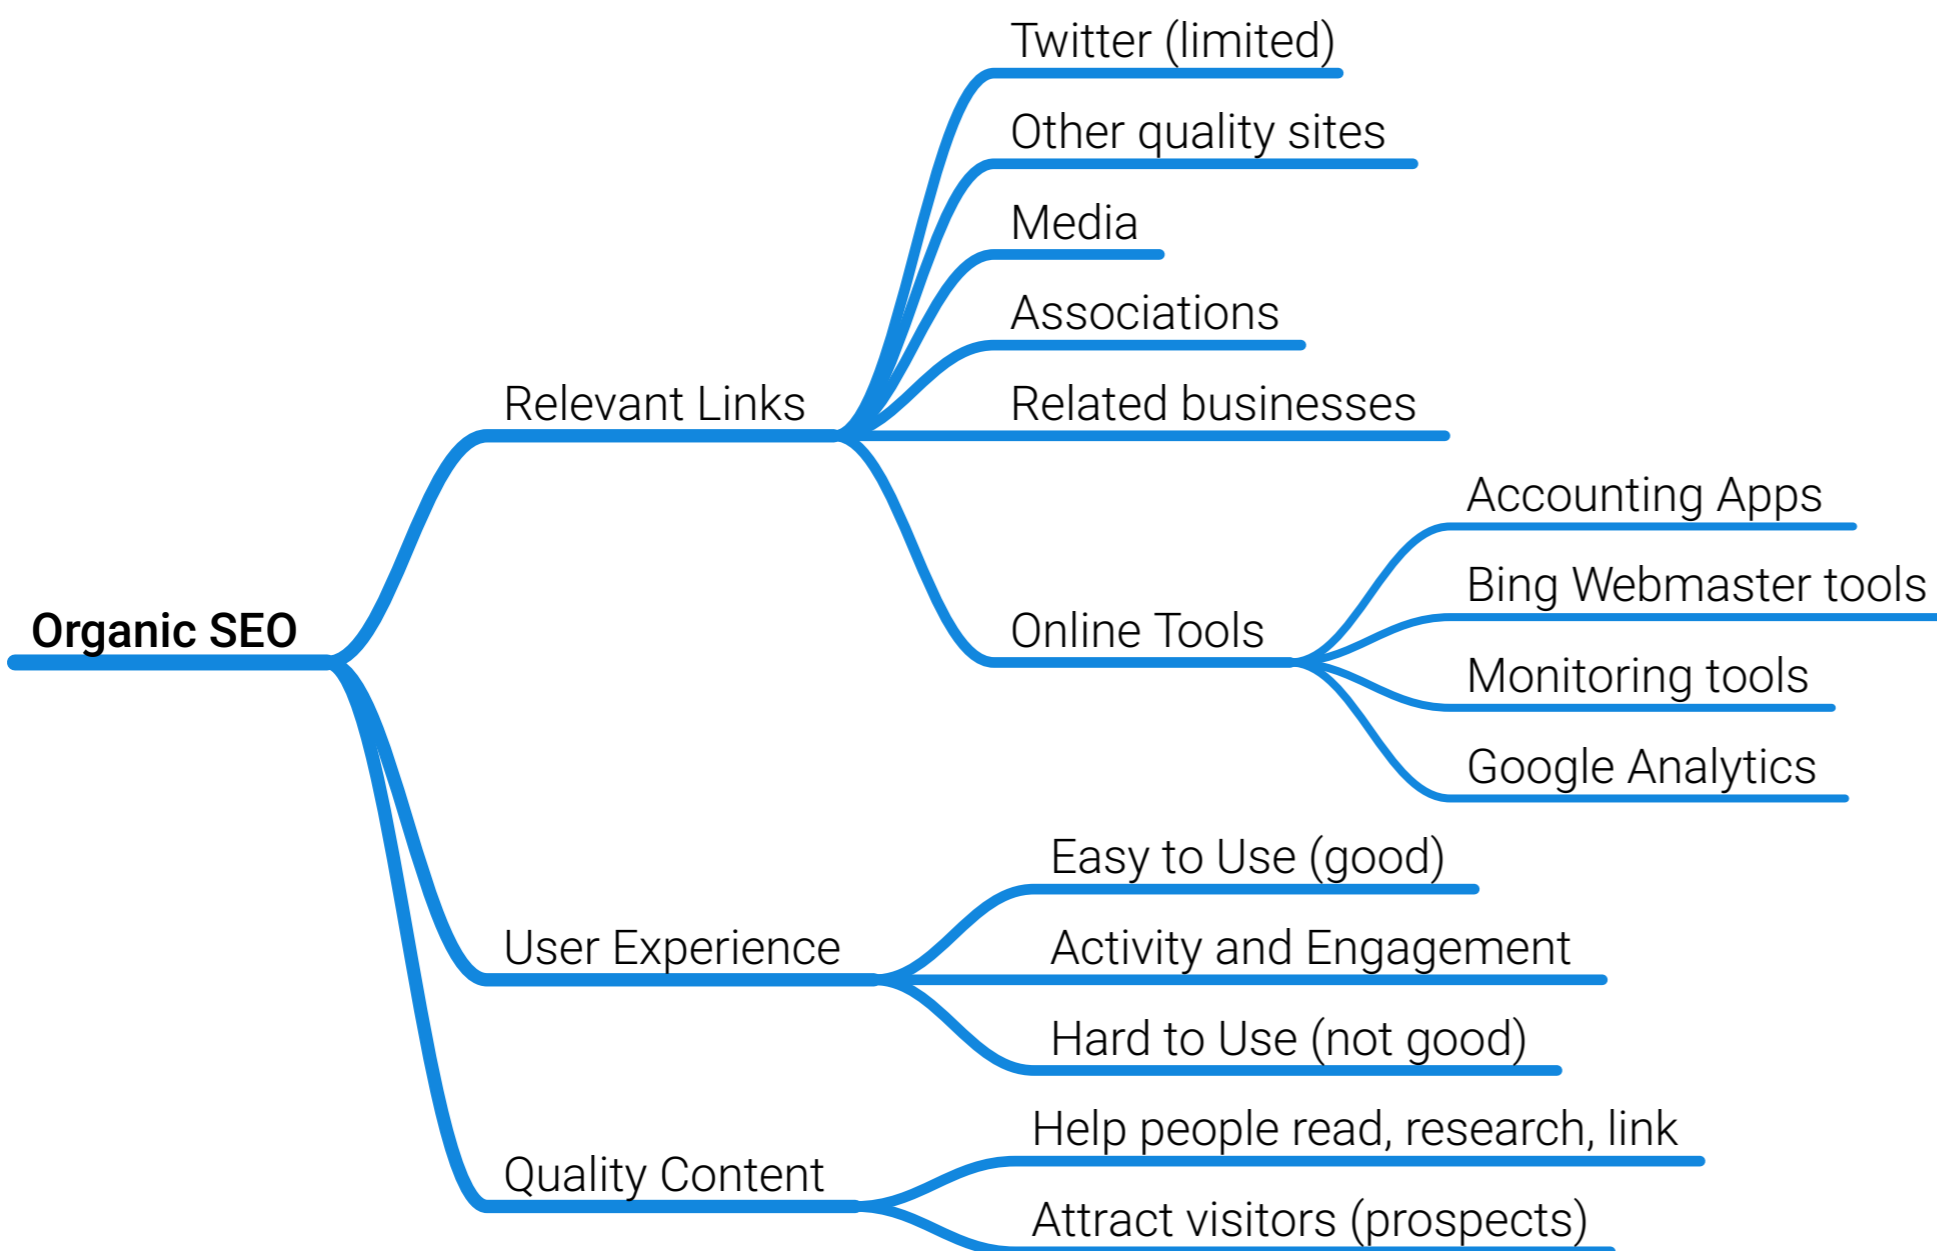 Twitter (limited)
Other quality sites
Media
Associations
Relevant Links
Related businesses
Accounting Apps
Bing Webmaster tools
Organic SEO
Online Tools
Monitoring tools
Google Analytics
Easy to Use (good)
User Experience
Activity and Engagement
Hard to Use (not good)
Help people read, research, link
Quality Content
Attract visitors (prospects)